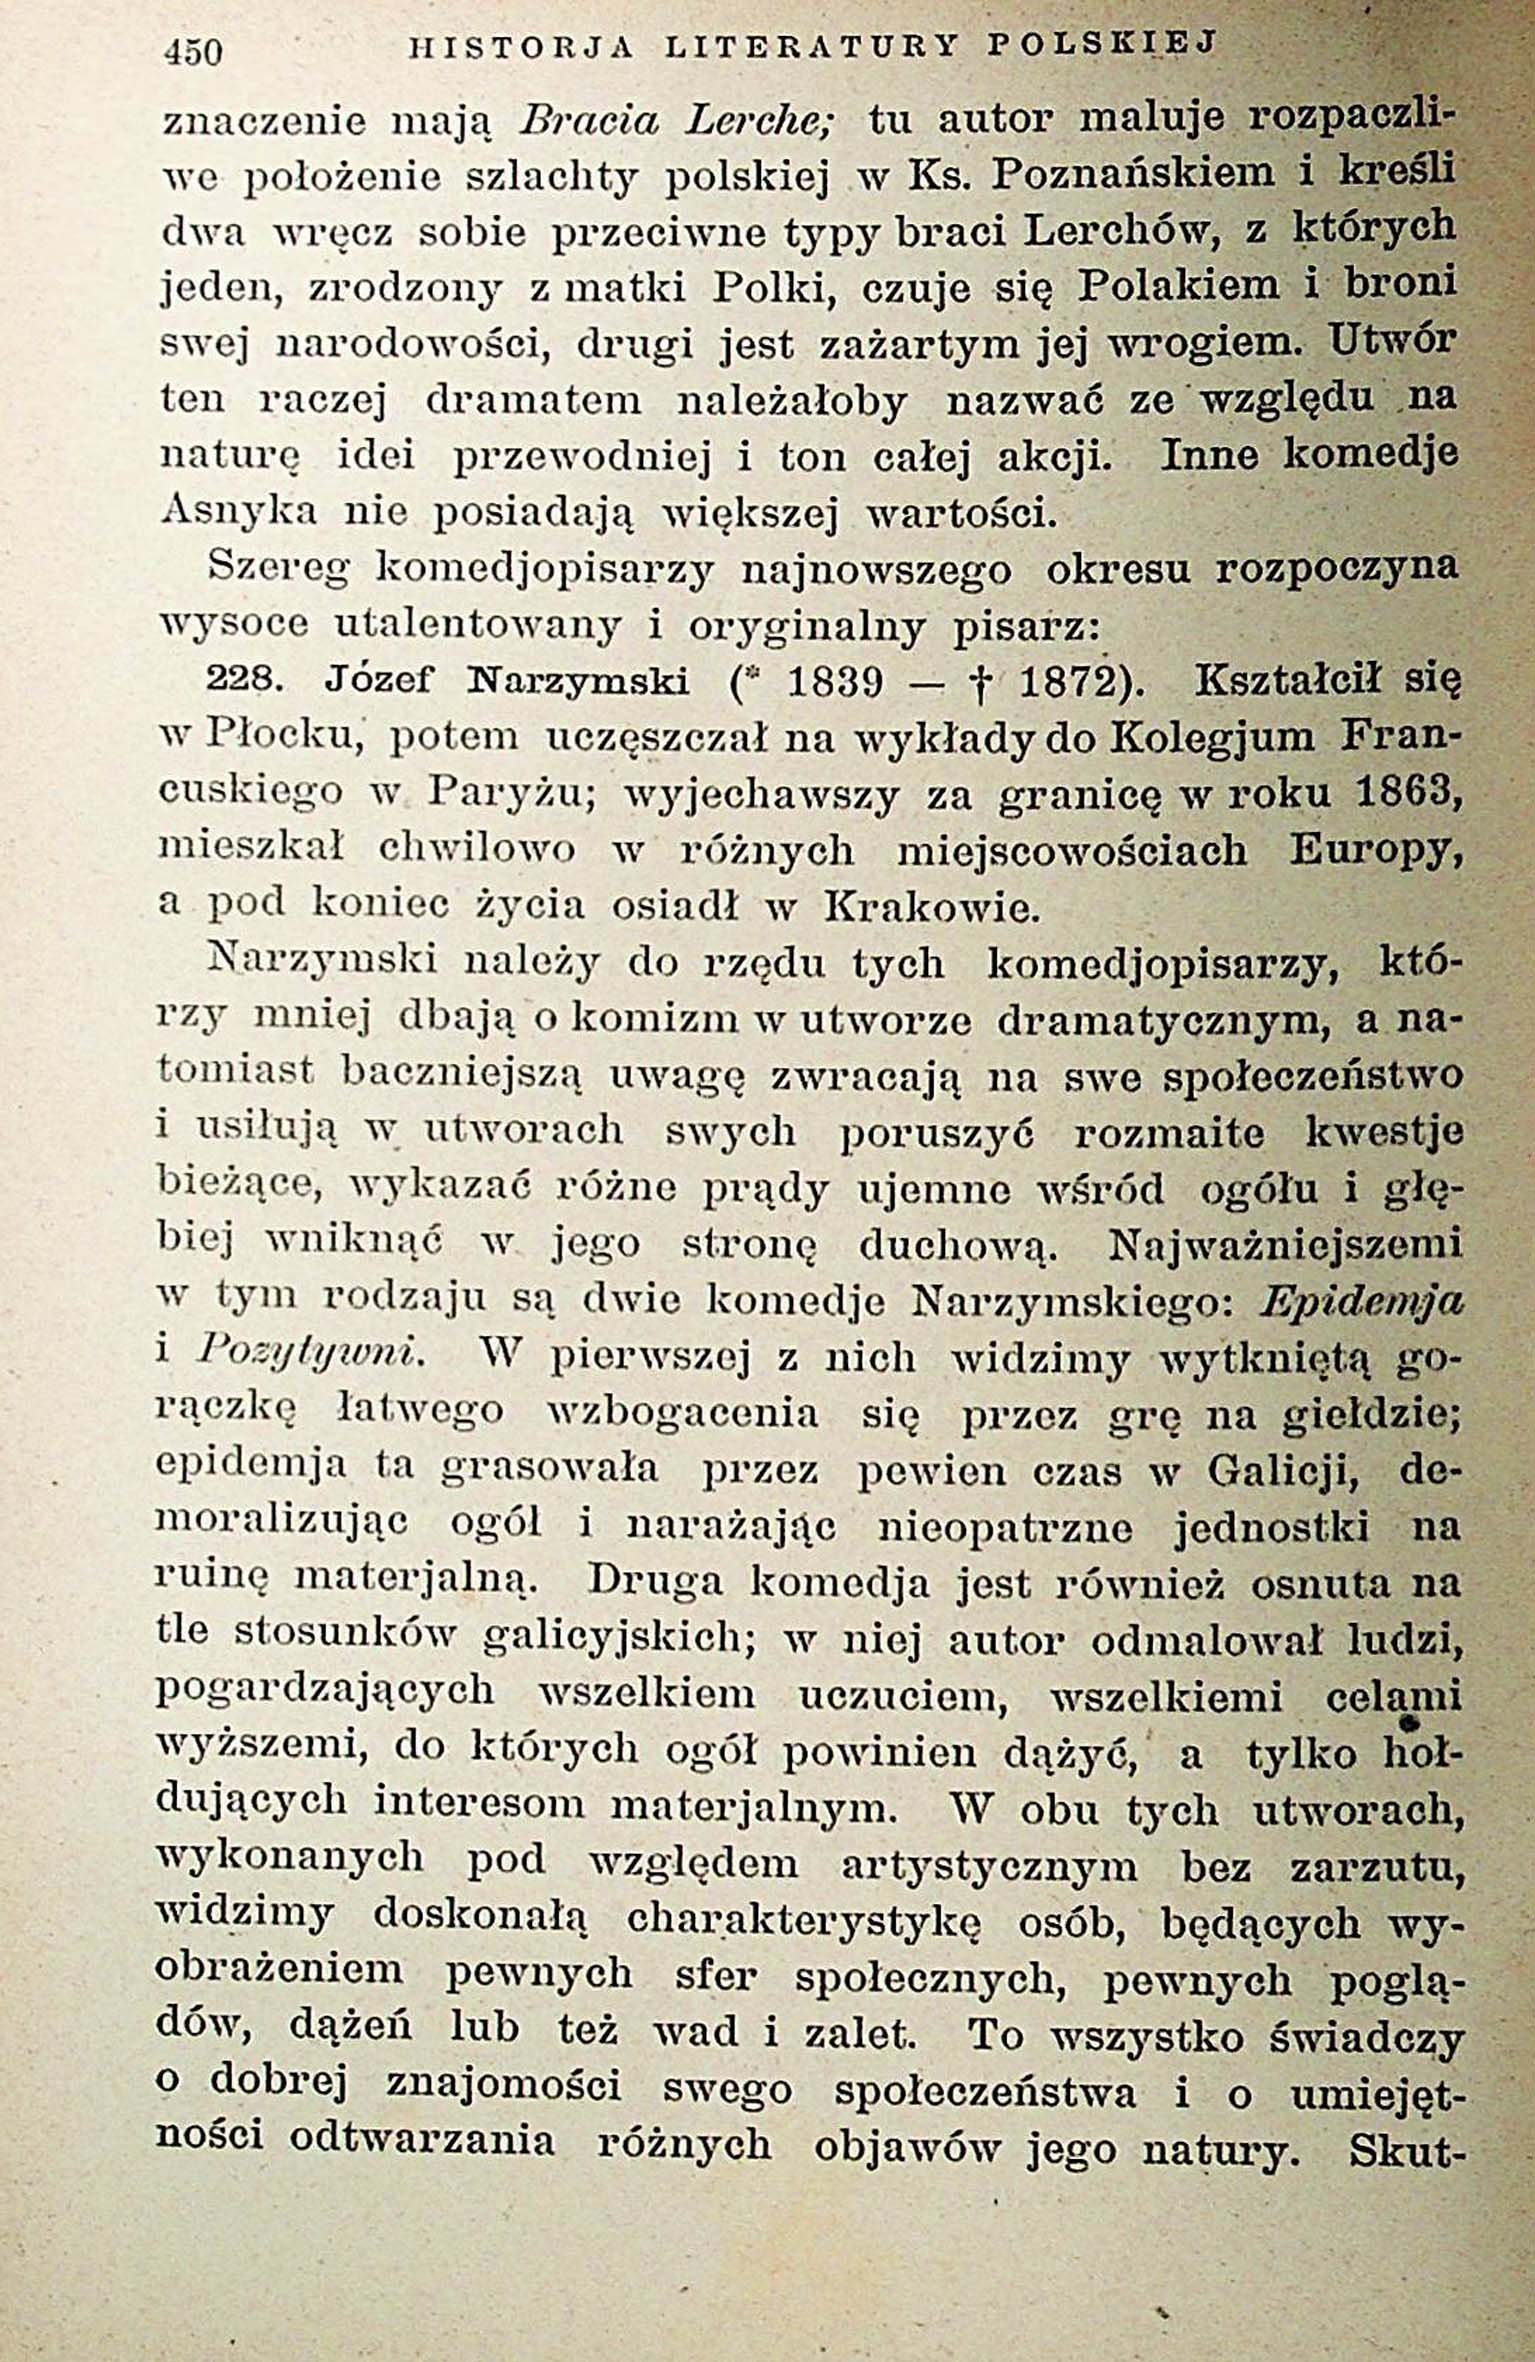 450 HISTORJA LITERATURY POLSKIEJ
znaczenie mają Bracia Lerche; tu autor maluje rozpaczli-
we położenie szlachty polskiej w Ks. Poznańskiem i kreśli
dwa wręcz sobie przeciwne typy braci Lerchów, z których
jeden, zrodzony z matki Polki, czuje się Polakiem i broni
swej narodowości, drugi jest zażartym jej wrogiem. Utwór
ten raczej dramatem należałoby nazwać ze względu na
naturę idei przewodniej i ton całej akcji. Inne komedje
Asnyka nie posiadają większej wartości.
Szereg komedjopisarzy najnowszego okresu rozpoczyna
wysoce utalentowany i oryginalny pisarz:
228. Józef Narzymski (* 1839 — † 1872). Kształcił się
w Płocku, potem uczęszczał na wykłady do Kolegjum Fran-
cuskiego w Paryżu; wyjechawszy za granicę w roku 1863,
mieszkał chwilowo w różnych miejscowościach Europy,
a pod koniec życia osiadł w Krakowie.
Narzymski należy do rzędu tych komedjopisarzy, któ-
rzy mniej dbają o komizm w utworze dramatycznym, a na-
tomiast baczniejszą uwagę zwracają na swe społeczeństwo
i usiłują w utworach swych poruszyć rozmaite kwestje
bieżące, wykazać różne prądy ujemne wśród ogółu i głę-
biej wniknąć w jego stronę duchową. Najważniejszemi
w tym rodzaju są dwie komedje Narzymskiego: Epidemja
i Pozytywni. W pierwszej z nich widzimy wytkniętą go-
rączkę łatwego wzbogacenia się przez grę na giełdzie;
epidemja ta grasowała przez pewien czas w Galicji, de-
moralizując ogół i narażając nieopatrzne jednostki na
ruinę materjalną. Druga komedja jest również osnuta na
tle stosunków galicyjskich; w niej autor odmalował ludzi,
pogardzających wszelkiem uczuciem, wszelkiemi celami
wyższemi, do których ogół powinien dążyć, a tylko hoł-
dujących interesom materjalnym. W obu tych utworach,
wykonanych pod względem artystycznym bez zarzutu,
widzimy doskonałą charakterystykę osób, będących wy-
obrażeniem pewnych sfer społecznych, pewnych poglą-
dów, dążeń lub też wad i zalet. To wszystko świadczy
o dobrej znajomości swego społeczeństwa i o umiejęt-
ności odtwarzania różnych objawów jego natury. Skut-